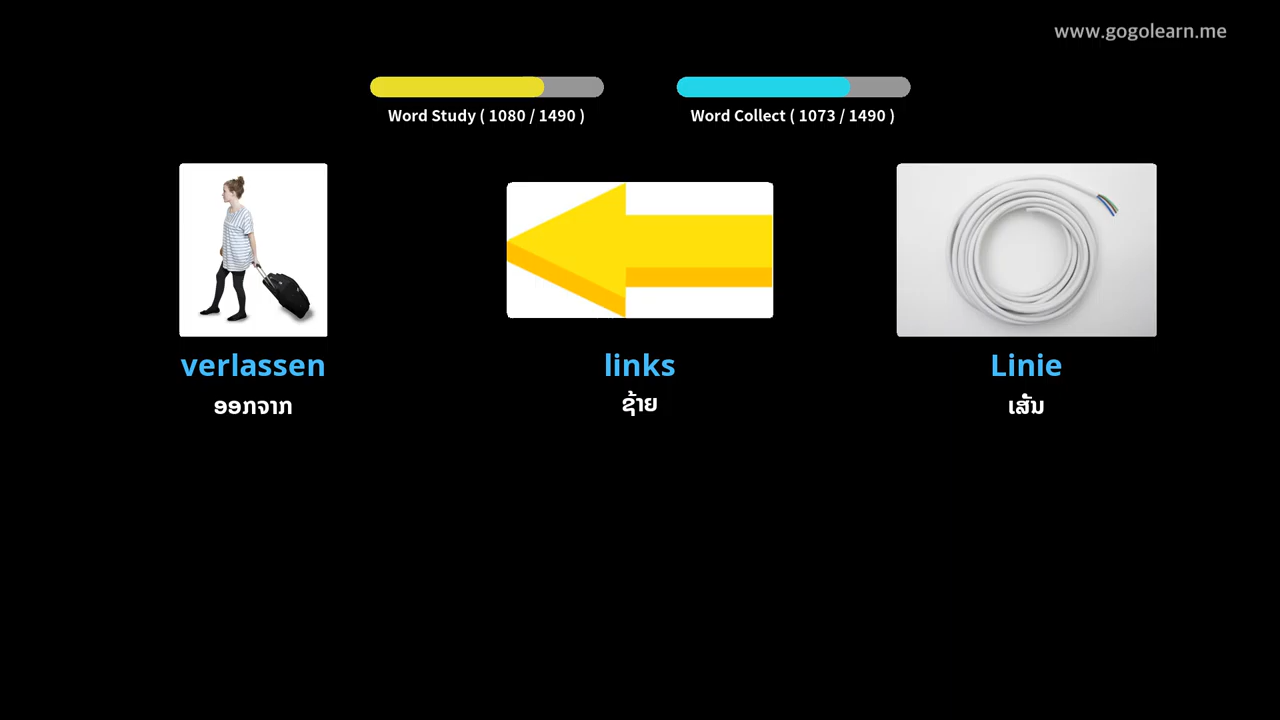 www.gogolearn.me
Word Study ( 1080 / 1490 )
Word Collect ( 1073 / 1490 )
verlassen
links
Linie
ອອກຈາກ
ຊ້າຍ
ເສັ້ນ